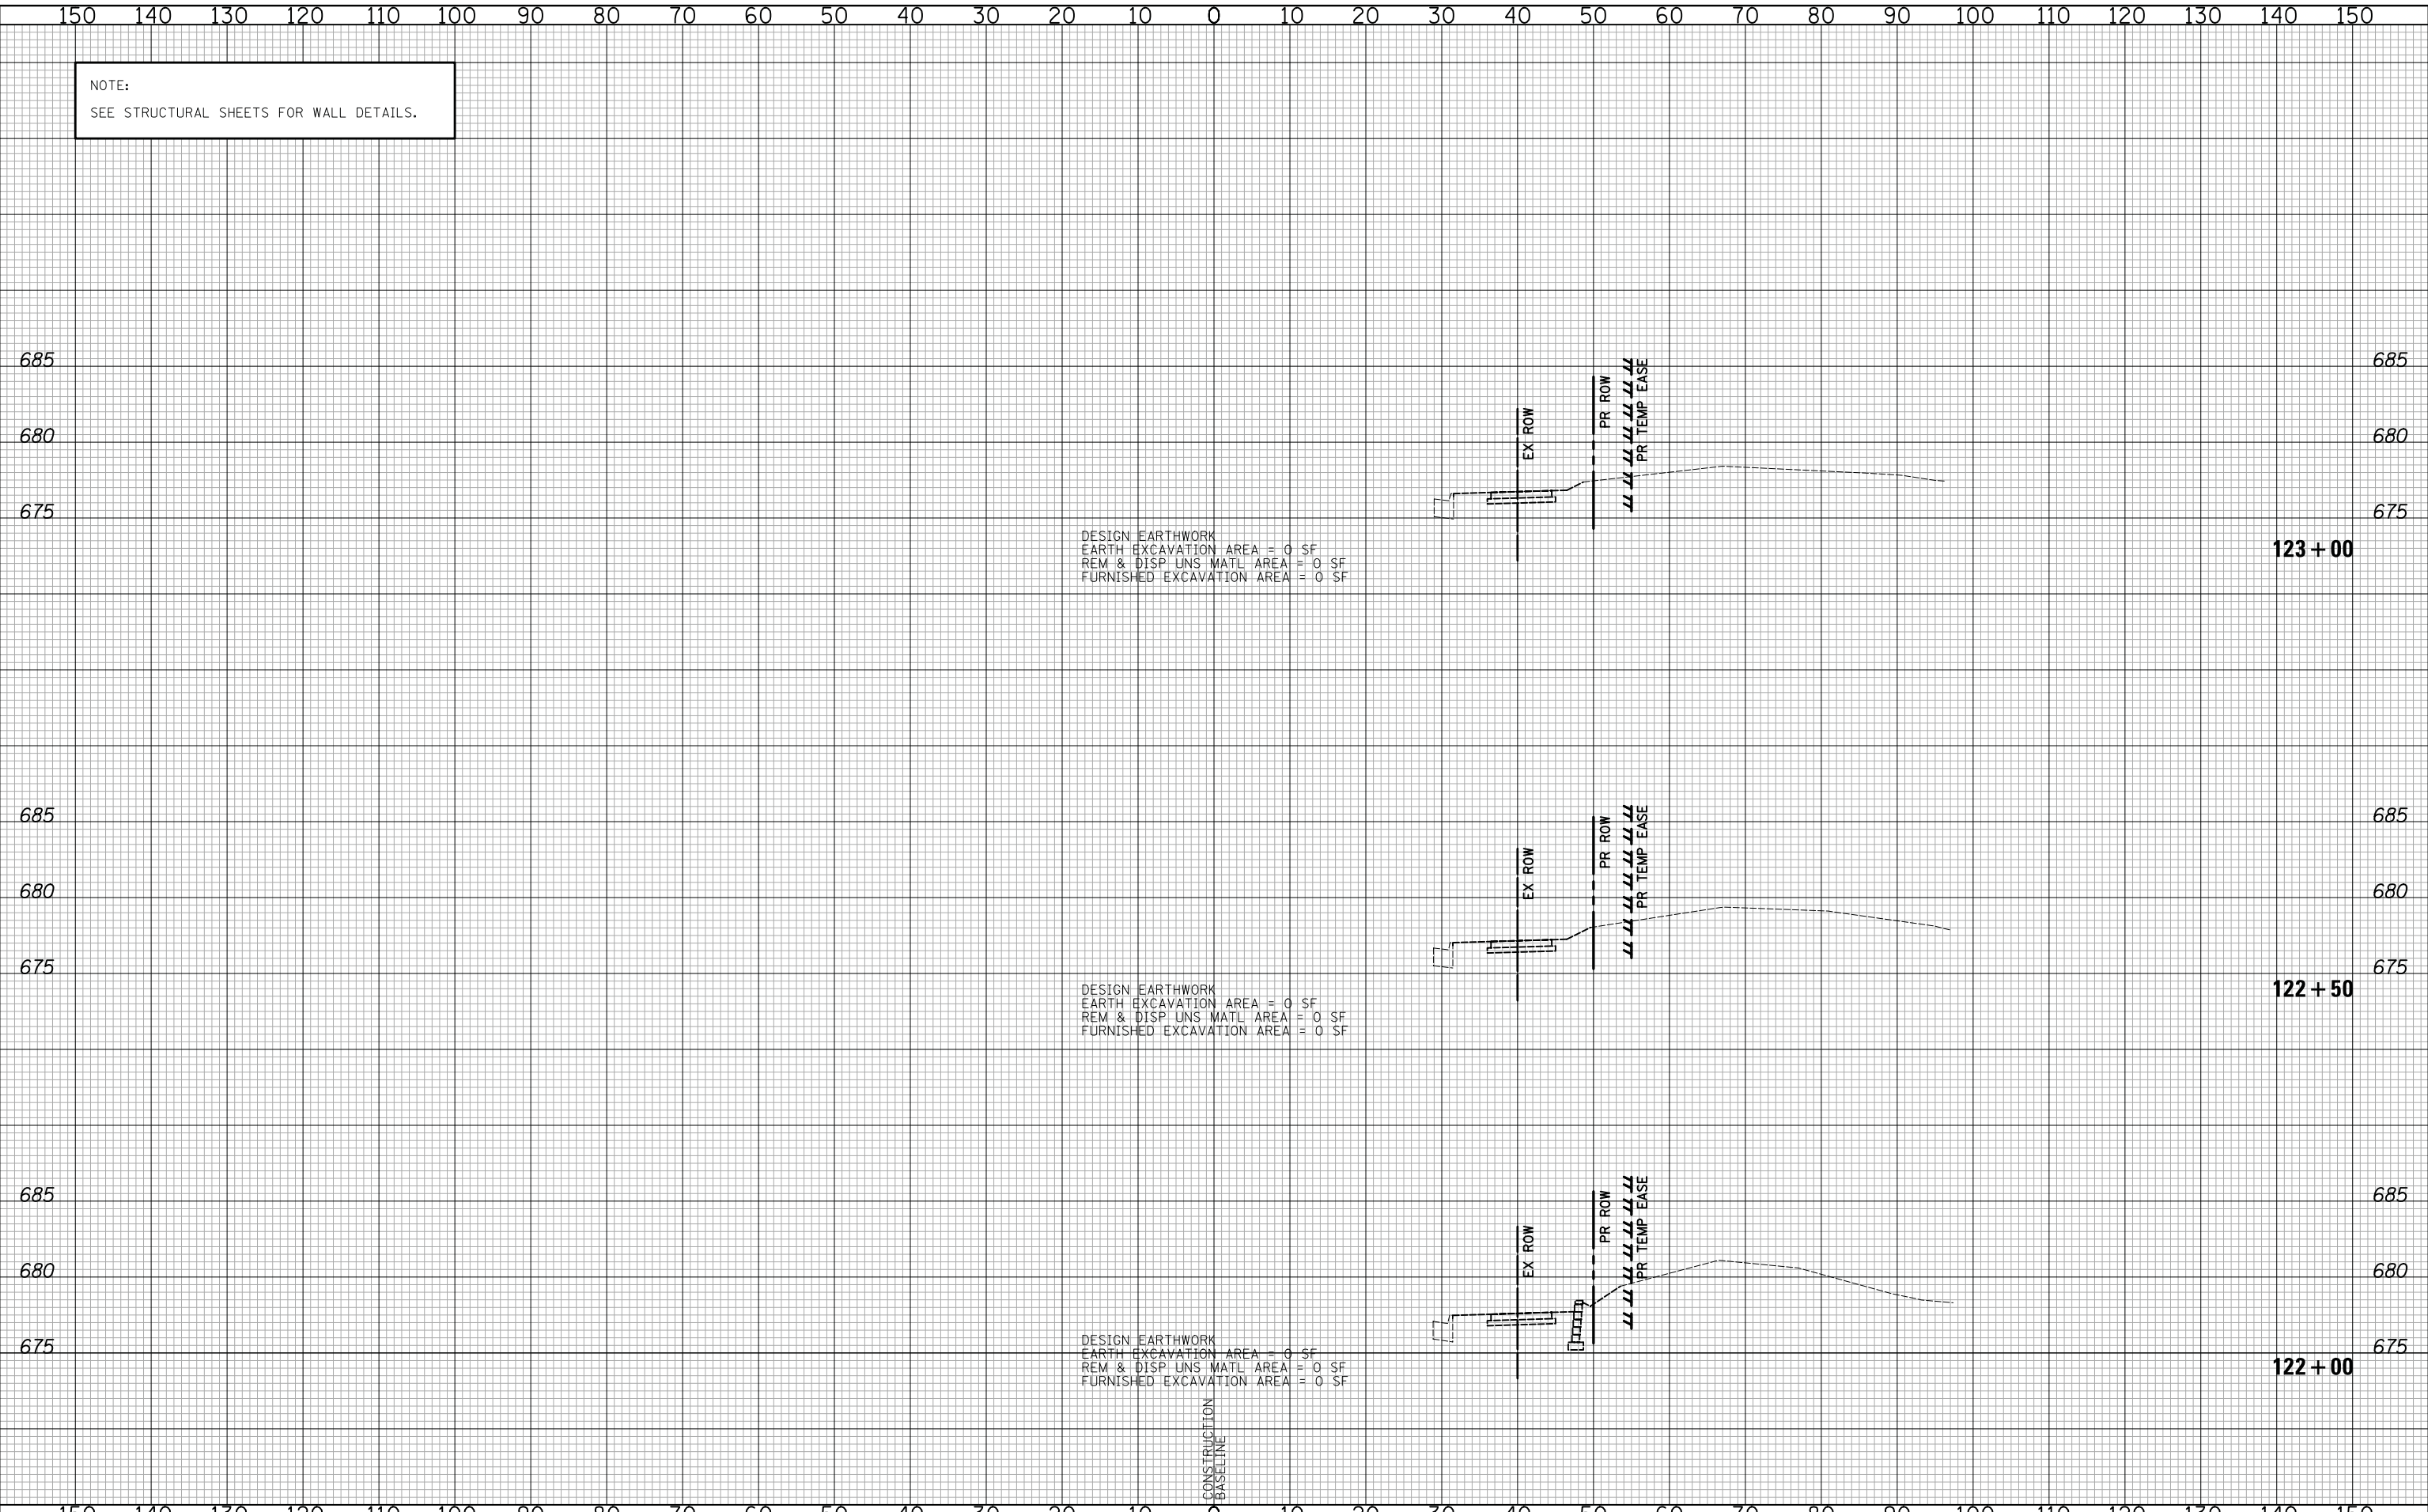 150 140 130 120 110 100 90 80 70 60 50 40 30 20 10 0 10 20 30 40 50 60 70 80 90 100 110 120 130 140 150
NOTE:
SEE STRUCTURAL SHEETS FOR WALL DETAILS.
685 685
EX ROW
PR ROW
PR TEMP EASE
680 680
675 675
DESIGN EARTHWORK
EARTH EXCAVATION AREA = 0 SF
REM & DISP UNS MATL AREA = 0 SF
FURNISHED EXCAVATION AREA = 0 SF
123+00
685 685
EX ROW
PR ROW
PR TEMP EASE
680 680
675 675
DESIGN EARTHWORK
EARTH EXCAVATION AREA = 0 SF
REM & DISP UNS MATL AREA = 0 SF
FURNISHED EXCAVATION AREA = 0 SF
122+50
685 685
EX ROW
PR ROW
PR TEMP EASE
680 680
675 675
DESIGN EARTHWORK
EARTH EXCAVATION AREA = 0 SF
REM & DISP UNS MATL AREA = 0 SF
FURNISHED EXCAVATION AREA = 0 SF
122+00
CONSTRUCTION
BASELINE
150 140 130 120 110 100 90 80 70 60 50 40 30 20 10 0 10 20 30 40 50 60 70 80 90 100 110 120 130 140 150